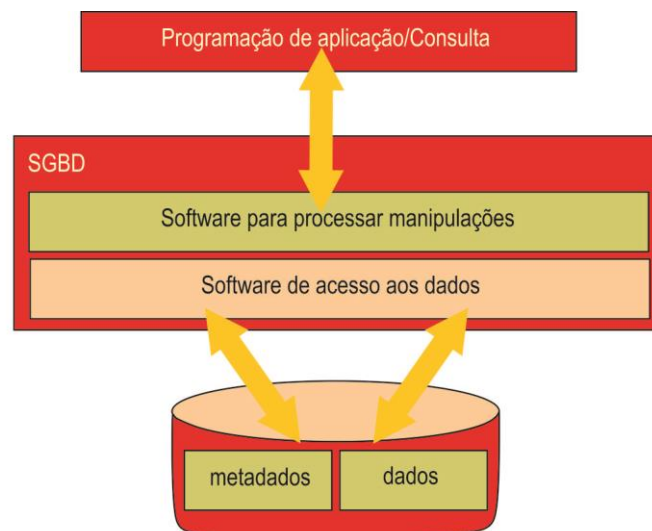 Programação de aplicação/Consulta
SGBD
Software para processar manipulações
Software de acesso aos dados
metadados
dados